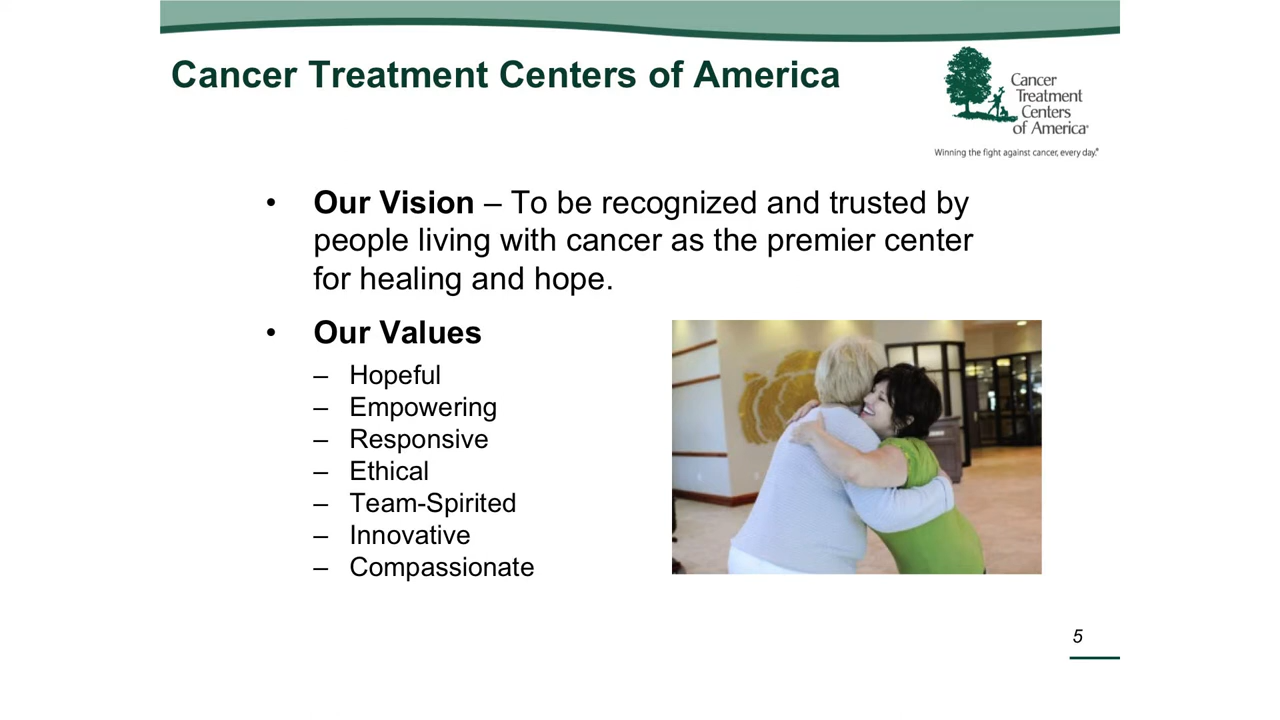 Cancer Treatment Centers of America
Cancer
Treatment
Centers
of America®
Winning the fight against cancer, every day.®
• Our Vision – To be recognized and trusted by
people living with cancer as the premier center
for healing and hope.
• Our Values
– Hopeful
– Empowering
– Responsive
– Ethical
– Team-Spirited
– Innovative
– Compassionate
5